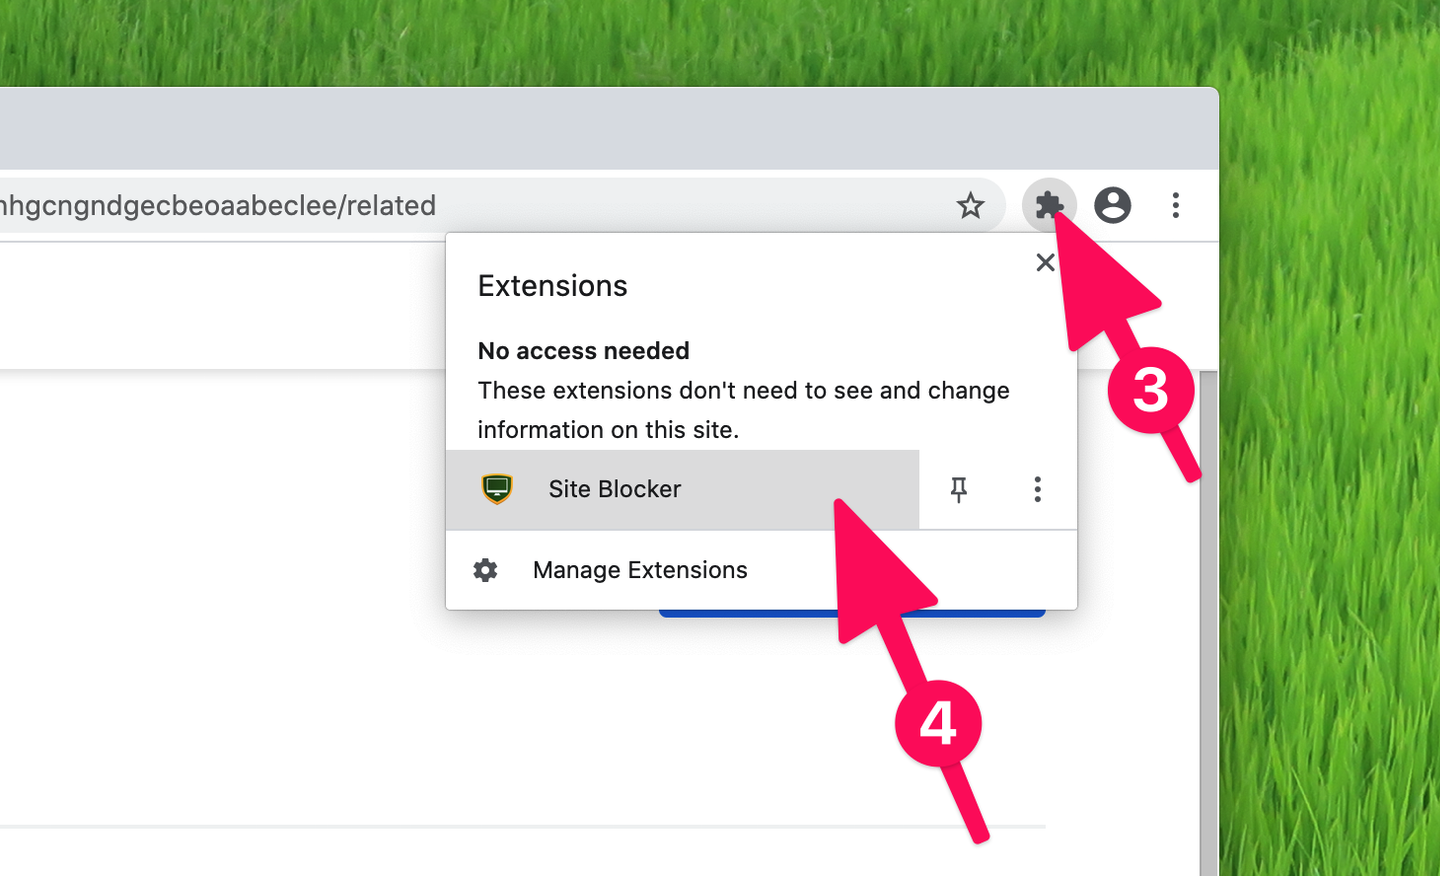 nhgcngndgecbeoaabeclee/related
Extensions
No access needed
These extensions don't need to see and change
information on this site.
Site Blocker
Manage Extensions
3
4